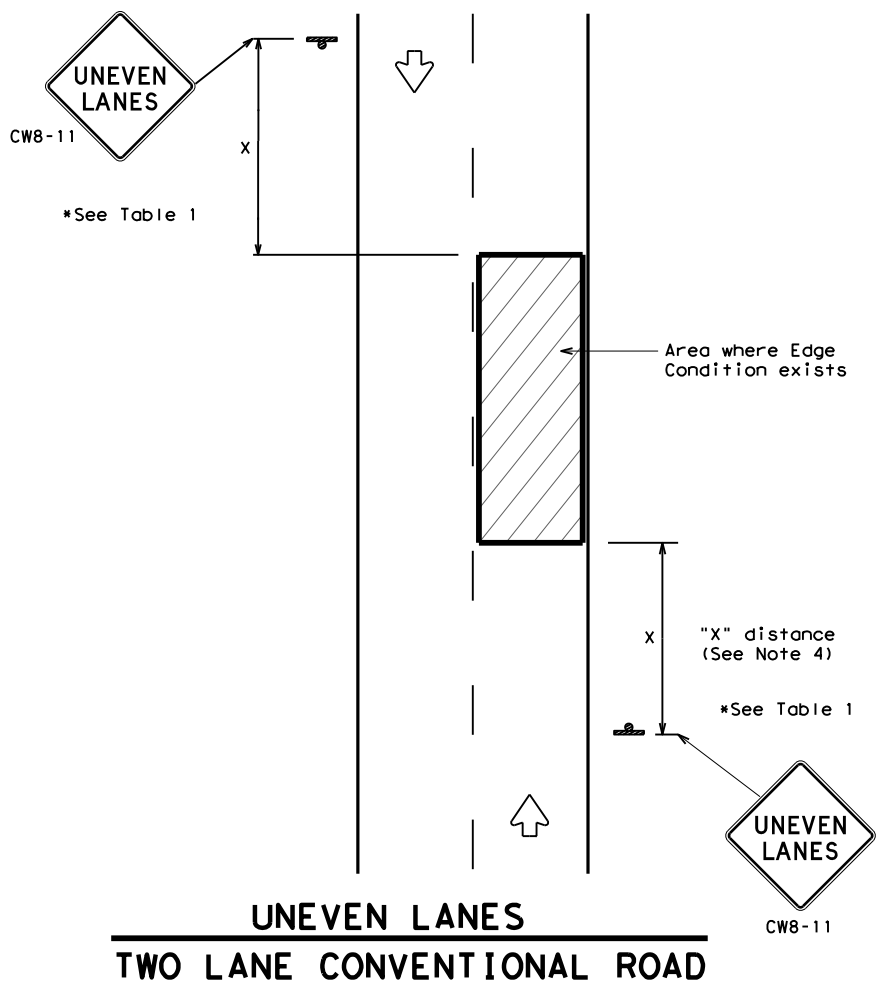 UNEVEN
LANES
CW8-11
X
*See Table 1
Area where Edge
Condition exists
X
"X" distance
(See Note 4)
*See Table 1
UNEVEN
LANES
CW8-11
UNEVEN LANES
TWO LANE CONVENTIONAL ROAD